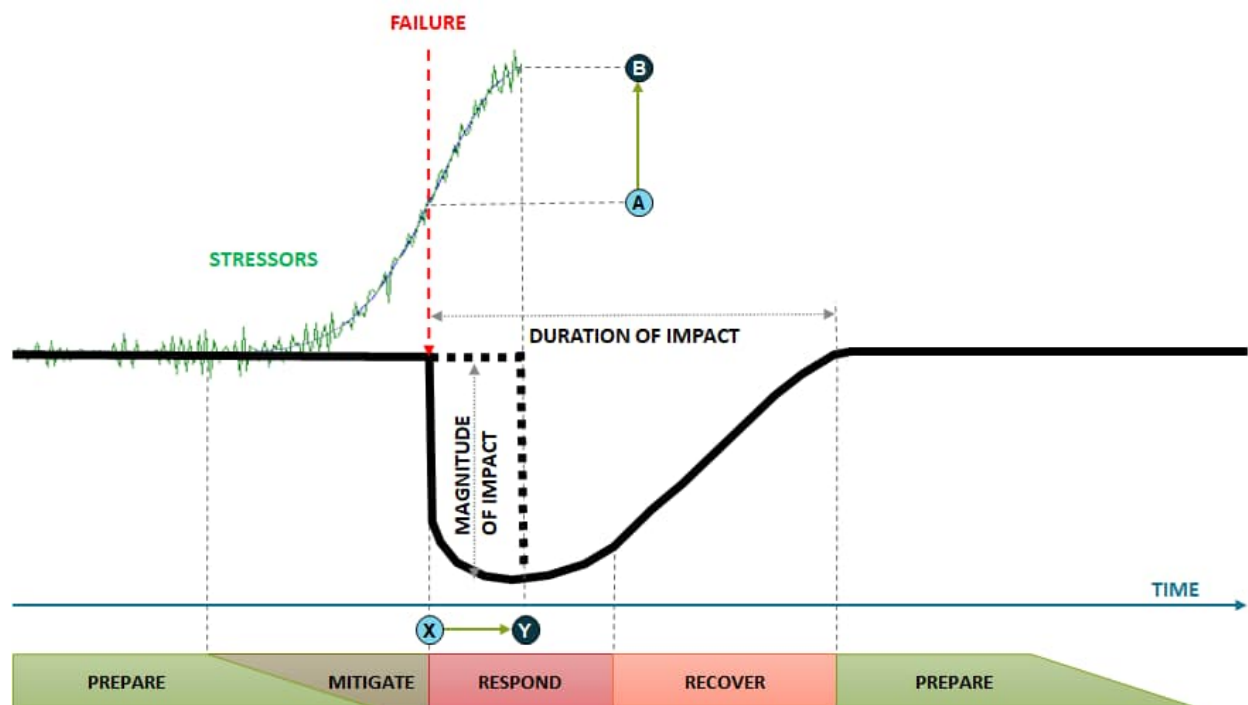 FAILURE
B
A
STRESSORS
DURATION OF IMPACT
MAGNITUDE
OF IMPACT
TIME
X
Y
PREPARE
MITIGATE
RESPOND
RECOVER
PREPARE